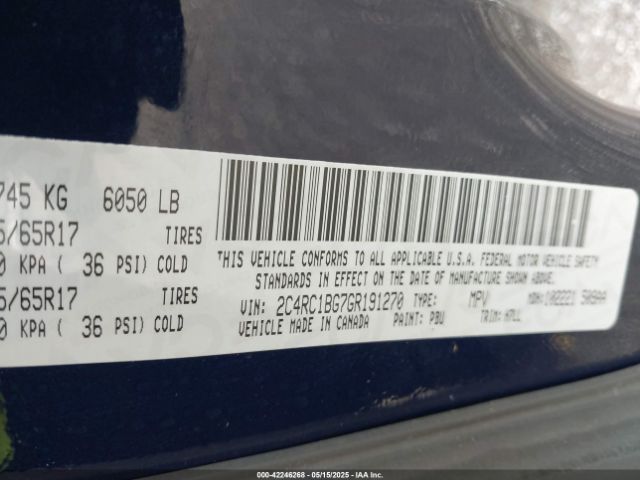 745 KG 6050 LB
5/65R17 TIRES
0 KPA ( 36 PSI) COLD
5/65R17 TIRES
0 KPA ( 36 PSI) COLD
THIS VEHICLE CONFORMS TO ALL APPLICABLE U.S.A. FEDERAL MOTOR VEHICLE SAFETY
STANDARDS IN EFFECT ON THE DATE OF MANUFACTURE SHOWN ABOVE.
VIN: 2C4RC1BG7GR191270 TYPE: MPV MDH: 102221
VEHICLE MADE IN CANADA PAINT: PBU TRIM:
000-42246268 - 05/15/2025 - IAA Inc.